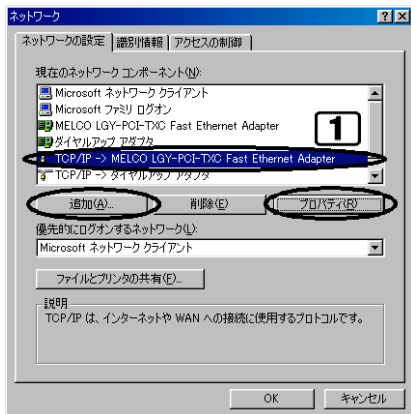 ネットワーク
ネットワークの設定 識別情報 アクセスの制御
現在のネットワーク コンポーネント(N):
Microsoft ネットワーク クライアント
Microsoft ファミリ ログオン
MELCO LGY-PCI-TXC Fast Ethernet Adapter
ダイヤルアップ アダプタ
1
TCP/IP -> MELCO LGY-PCI-TXC Fast Ethernet Adapter
TCP/IP -> ダイヤルアップ アダプタ
追加(A)... 削除(E) プロパティ(R)
優先的にログオンするネットワーク(L):
Microsoft ネットワーク クライアント
ファイルとプリンタの共有(F)...
説明
TCP/IP は、インターネットや WAN への接続に使用するプロトコルです。
OK キャンセル